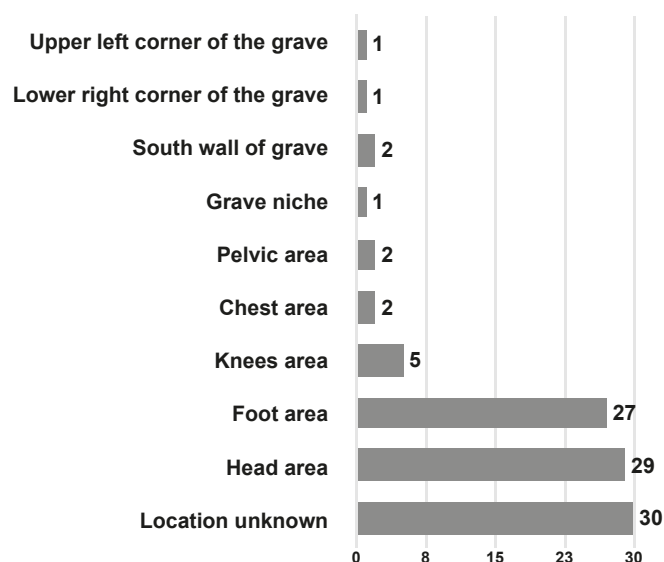 Upper left corner of the grave 1
Lower right corner of the grave 1
South wall of grave 2
Grave niche 1
Pelvic area 2
Chest area 2
Knees area 5
Foot area 27
Head area 29
Location unknown 30
0 8 15 23 30